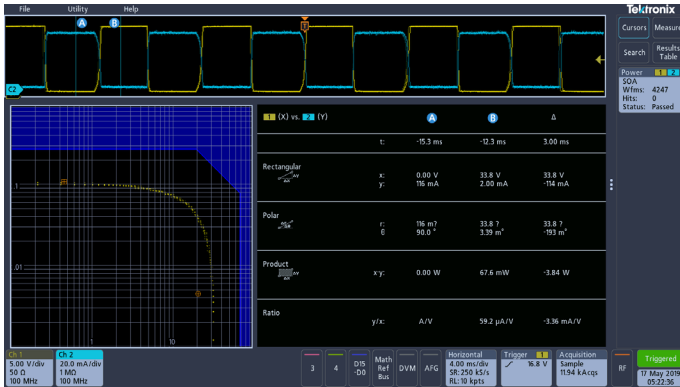 File Utility Help
Tektronix
A B
T
C2
Cursors Measure
Search Results Table
Power 1 2
SOA
Wfms: 4247
Hits: 0
Status: Passed
1 (X) vs. 2 (Y) A B Δ
t: -15.3 ms -12.3 ms 3.00 ms
Rectangular
ΔY
ΔX
x: 0.00 V 33.8 V 33.8 V
y: 116 mA 2.00 mA -114 mA
Polar
r: 116 m? 33.8 ? 33.8 ?
θ 90.0 ° 3.39 m° -193 m°
Product
ΔX
x·y: 0.00 W 67.6 mW -3.84 W
Ratio
y/x: A/V 59.2 µA/V -3.36 mA/V
.1
.01
1 10
Ch 1
5.00 V/div
50 Ω
100 MHz
Ch 2
20.0 mA/div
1 MΩ
100 MHz
3 4 D15 -D0 Math Ref Bus DVM AFG
Horizontal
4.00 ms/div
SR: 250 kS/s
RL: 10 kpts
Trigger 1
16.8 V
Acquisition
Sample
11.94 kAcqs
RF
Triggered
17 May 2019
05:22:36